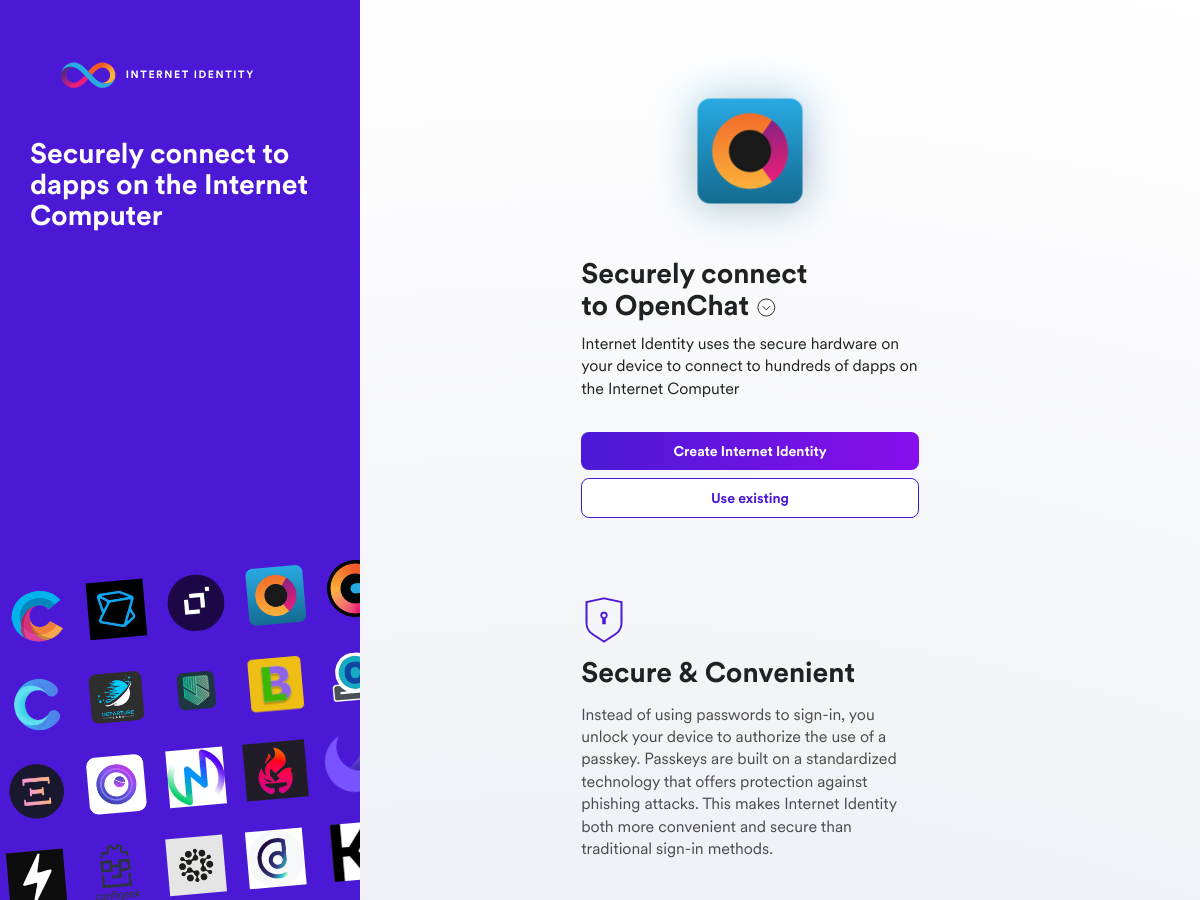 INTERNET IDENTITY
Securely connect to
dapps on the Internet
Computer
DEPARTURE
LABS
Securely connect
to OpenChat
Internet Identity uses the secure hardware on
your device to connect to hundreds of dapps on
the Internet Computer
Create Internet Identity
Use existing
Secure & Convenient
Instead of using passwords to sign-in, you
unlock your device to authorize the use of a
passkey. Passkeys are built on a standardized
technology that offers protection against
phishing attacks. This makes Internet Identity
both more convenient and secure than
traditional sign-in methods.